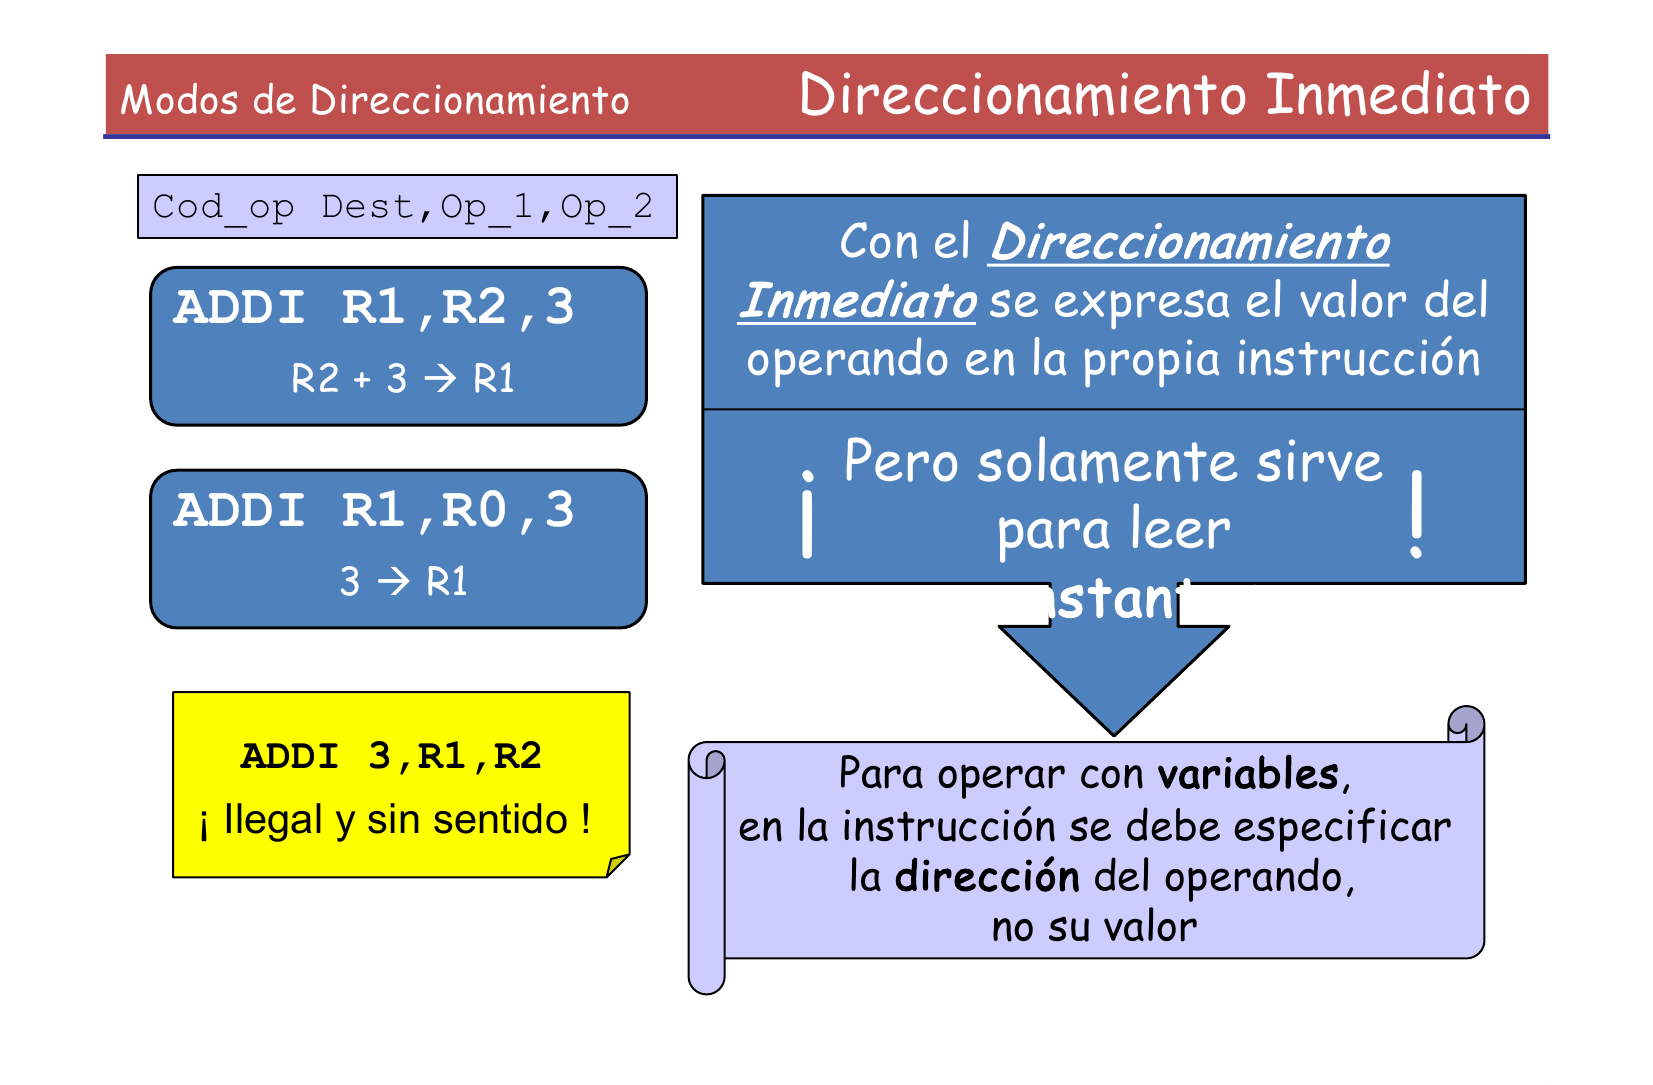 Modos de Direccionamiento
Direccionamiento Inmediato
Cod_op Dest,Op_1,Op_2
ADDI R1,R2,3
R2 + 3 → R1
ADDI R1,R0,3
3 → R1
ADDI 3,R1,R2
¡ Ilegal y sin sentido !
Con el Direccionamiento
Inmediato se expresa el valor del
operando en la propia instrucción
¡ Pero solamente sirve !
para leer
Para operar con variables,
en la instrucción se debe especificar
la dirección del operando,
no su valor